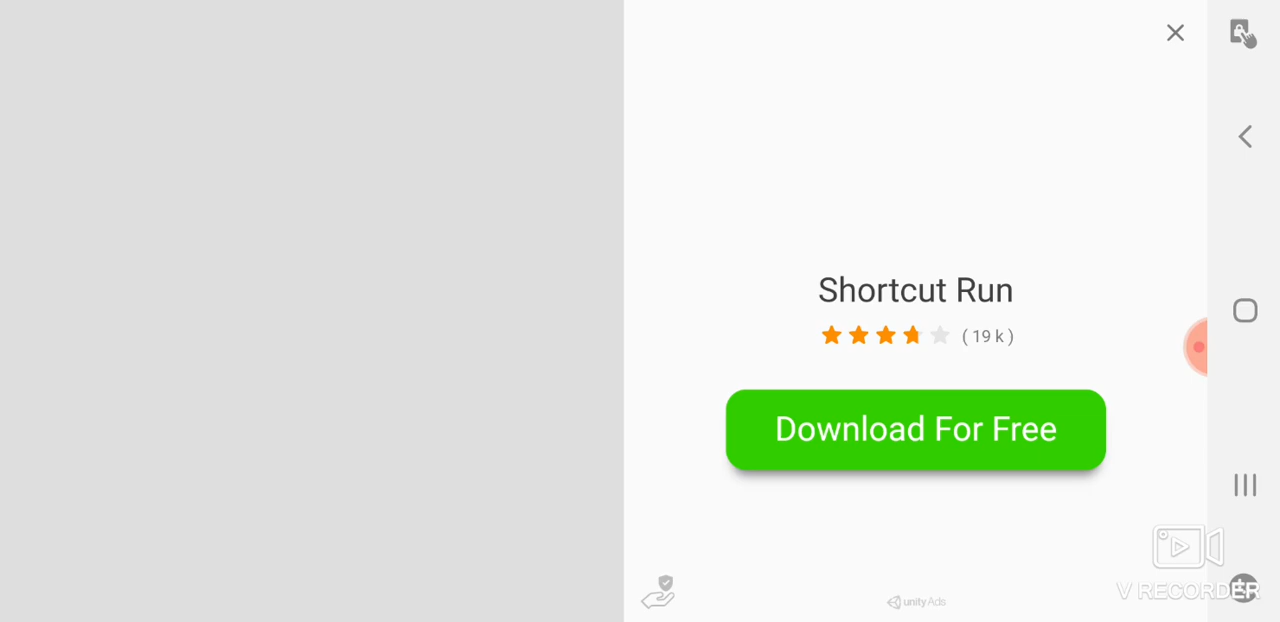 Shortcut Run
( 19 k )
Download For Free
unity Ads
V RECORDER